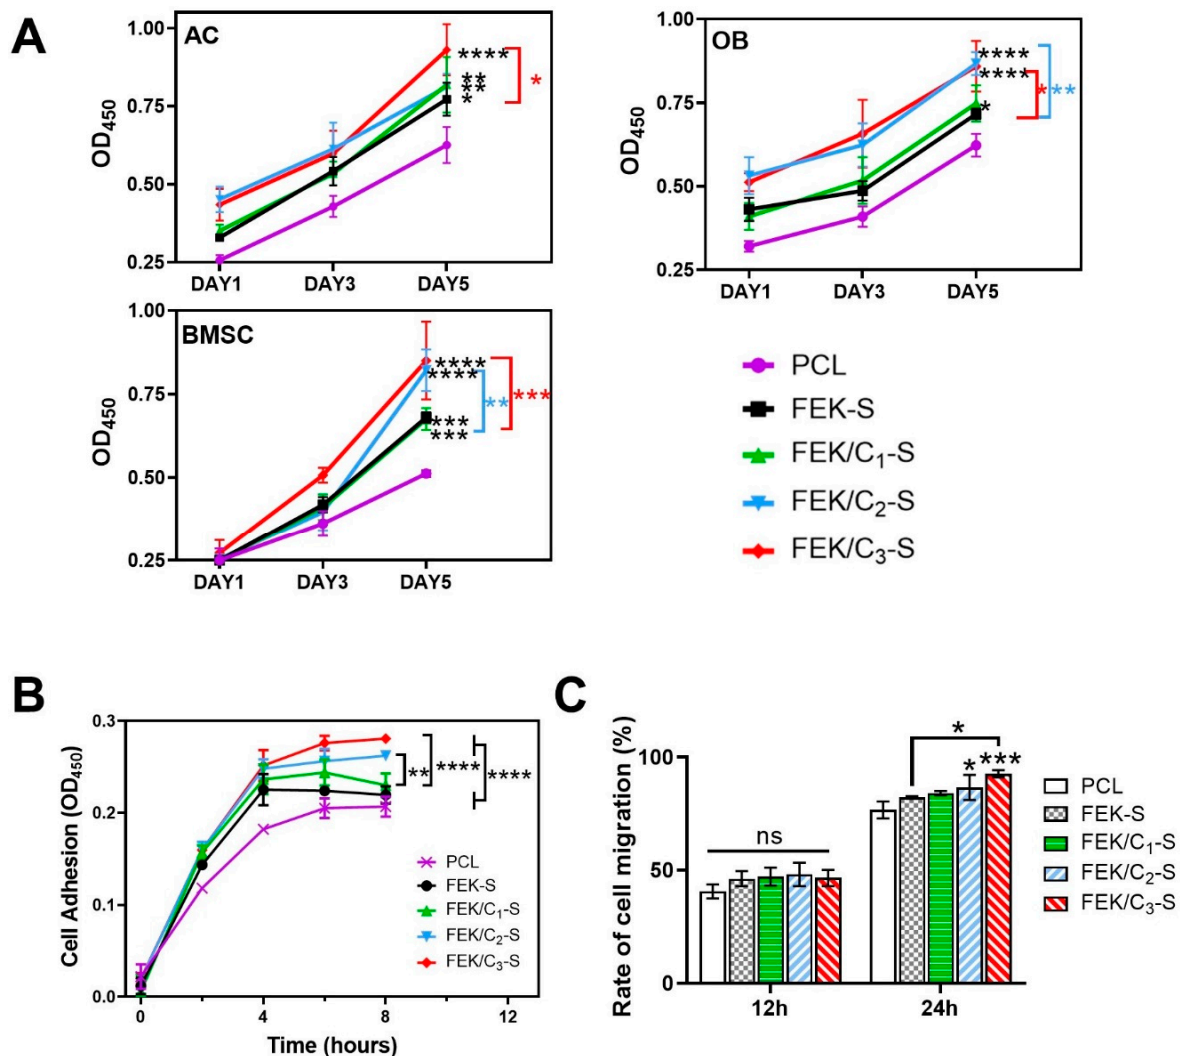 A
AC
OD450
1.00
0.75
0.50
0.25
DAY1 DAY3 DAY5
****
**
**
*
*
OB
OD450
1.00
0.75
0.50
0.25
DAY1 DAY3 DAY5
****
****
*
*
**
BMSC
OD450
1.00
0.75
0.50
0.25
DAY1 DAY3 DAY5
****
****
***
***
**
***
PCL
FEK-S
FEK/C1-S
FEK/C2-S
FEK/C3-S
B
Cell Adhesion (OD450)
0.3
0.2
0.1
0.0
0 4 8 12
Time (hours)
**
****
****
PCL
FEK-S
FEK/C1-S
FEK/C2-S
FEK/C3-S
C
Rate of cell migration (%)
100
50
0
12h 24h
ns
*
*
***
PCL
FEK-S
FEK/C1-S
FEK/C2-S
FEK/C3-S